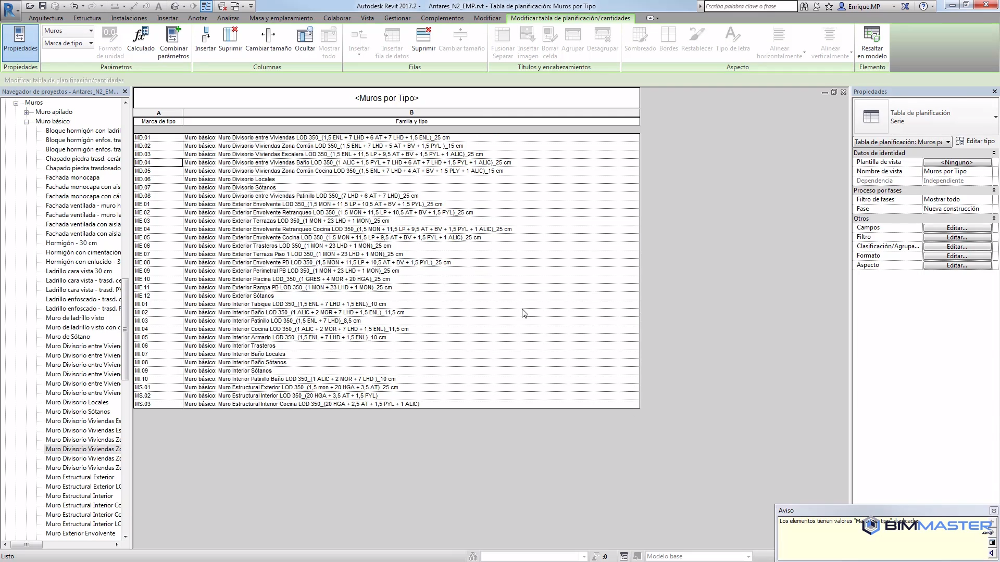 Autodesk Revit 2017.2 - Antares_N2_EMP.rvt - Tabla de planificación: Muros por Tipo
Escriba palabra clave o frase
Enrique.MP
Arquitectura Estructura Instalaciones Insertar Anotar Analizar Masa y emplazamiento Colaborar Vista Gestionar Complementos Modificar Modificar tabla de planificación/cantidades
Propiedades
Muros
Marca de tipo
0.0
Formato de unidad
Calculado
Combinar parámetros
Insertar Suprimir Cambiar tamaño Ocultar Mostrar todo
Insertar
Insertar fila de datos
Suprimir Cambiar tamaño
Fusionar Separar
Insertar imagen
Borrar celda
Agrupar Desagrupar
Sombreado Bordes Restablecer Tipo de letra
Alinear horizontalmente
Alinear verticalmente
Resaltar en modelo
Propiedades Parámetros Columnas Filas Títulos y encabezamientos Aspecto Elemento
Modificar tabla de planificación/cantidades
Navegador de proyectos - Antares_N2_EM...
Muros
Muro apilado
Muro básico
Bloque hormigón con ladril
Bloque hormigón enfos. tra
Bloque hormigón enfos. tra
Chapado piedra trasd. cerár
Chapado piedra trasdosado
Fachada monocapa
Fachada monocapa con ais
Fachada monocapa con cár
Fachada ventilada - muro h
Fachada ventilada - muro la
Fachada ventilada con aisla
Fachada ventilada con aisla
Hormigón - 30 cm
Hormigón con cimentación
Hormigón con enlucido - 3
Ladrillo cara vista 30 cm
Ladrillo cara vista - trasd. ce
Ladrillo cara vista - trasd. PY
Ladrillo enfoscado - trasd. c
Ladrillo enfoscado - trasd. F
Muro de ladrillo visto
Muro de ladrillo visto con c
Muro de Sótano
Muro Divisorio entre Vivien
Muro Divisorio entre Vivien
Muro Divisorio entre Vivien
Muro Divisorio entre Vivien
Muro Divisorio entre Vivien
Muro Divisorio entre Vivien
Muro Divisorio Locales
Muro Divisorio Sótanos
Muro Divisorio Viviendas Es
Muro Divisorio Viviendas Es
Muro Divisorio Viviendas Zo
Muro Divisorio Viviendas Zo
Muro Divisorio Viviendas Zo
Muro Divisorio Viviendas Zo
Muro Estructural Exterior
Muro Estructural Exterior LO
Muro Estructural Interior
Muro Estructural Interior Co
Muro Estructural Interior Co
Muro Estructural Interior LO
Muro Exterior Envolvente
<Muros por Tipo>
A B
Marca de tipo Familia y tipo
MD.01 Muro básico: Muro Divisorio entre Viviendas LOD 350_(1,5 ENL + 7 LHD + 6 AT + 7 LHD + 1,5 ENL)_25 cm
MD.02 Muro básico: Muro Divisorio Viviendas Zona Común LOD 350_(1,5 ENL + 7 LHD + 5 AT + BV + 1,5 PYL )_15 cm
MD.03 Muro básico: Muro Divisorio Viviendas Escalera LOD 350_(1,5 ENL + 11,5 LP + 9,5 AT + BV + 1,5 PYL + 1 ALIC)_25 cm
MD.04 Muro básico: Muro Divisorio entre Viviendas Baño LOD 350_(1 ALIC + 1,5 PYL + 7 LHD + 6 AT + 7 LHD + 1,5 PYL + 1 ALIC)_25 cm
MD.05 Muro básico: Muro Divisorio Viviendas Zona Común Cocina LOD 350_(1,5 ENL + 7 LHD + 4 AT + BV + 1,5 PLY + 1 ALIC)_15 cm
MD.06 Muro básico: Muro Divisorio Locales
MD.07 Muro básico: Muro Divisorio Sótanos
MD.08 Muro básico: Muro Divisorio entre Viviendas Patinillo LOD 350_(7 LHD + 6 AT + 7 LHD)_25 cm
ME.01 Muro básico: Muro Exterior Envolvente LOD 350_(1,5 MON + 11,5 LP + 10,5 AT + BV + 1,5 PYL)_25 cm
ME.02 Muro básico: Muro Exterior Envolvente Retranqueo LOD 350_(1,5 MON + 11,5 LP + 10,5 AT + BV + 1,5 PYL)_25 cm
ME.03 Muro básico: Muro Exterior Terrazas LOD 350_(1 MON + 23 LHD + 1 MON)_25 cm
ME.04 Muro básico: Muro Exterior Envolvente Retranqueo Cocina LOD 350_(1,5 MON + 11,5 LP + 9,5 AT + BV + 1,5 PYL + 1 ALIC)_25 cm
ME.05 Muro básico: Muro Exterior Envolvente Cocina LOD 350_(1,5 MON + 11,5 LP + 9,5 AT + BV + 1,5 PYL + 1 ALIC)_25 cm
ME.06 Muro básico: Muro Exterior Trasteros LOD 350_(1 MON + 23 LHD + 1 MON)_25 cm
ME.07 Muro básico: Muro Exterior Terraza Piso 1 LOD 350_(1 MON + 23 LHD + 1 MON)_25 cm
ME.08 Muro básico: Muro Exterior Envolvente PB LOD 350_(1,5 MON + 11,5 LP + 10,5 AT + BV + 1,5 PYL)_25 cm
ME.09 Muro básico: Muro Exterior Perimetral PB LOD 350_(1 MON + 23 LHD + 1 MON)_25 cm
ME.10 Muro básico: Muro Exterior Piscina LOD_350_(1 GRES + 4 MOR + 20 HGA)_25 cm
ME.11 Muro básico: Muro Exterior Rampa PB LOD 350_(1 MON + 23 LHD + 1 MON)_25 cm
ME.12 Muro básico: Muro Exterior Sótanos
MI.01 Muro básico: Muro Interior Tabique LOD 350_(1,5 ENL + 7 LHD + 1,5 ENL)_10 cm
MI.02 Muro básico: Muro Interior Baño LOD 350_(1 ALIC + 2 MOR + 7 LHD + 1,5 ENL)_11,5 cm
MI.03 Muro básico: Muro Interior Patinillo LOD 350_(1,5 ENL + 7 LHD)_8,5 cm
MI.04 Muro básico: Muro Interior Cocina LOD 350_(1 ALIC + 2 MOR + 7 LHD + 1,5 ENL)_11,5 cm
MI.05 Muro básico: Muro Interior Armario LOD 350_(1,5 ENL + 7 LHD + 1,5 ENL)_10 cm
MI.06 Muro básico: Muro Interior Trasteros
MI.07 Muro básico: Muro Interior Baño Locales
MI.08 Muro básico: Muro Interior Baño Sótanos
MI.09 Muro básico: Muro Interior Sótanos
MI.10 Muro básico: Muro Interior Patinillo Baño LOD 350_(1 ALIC + 2 MOR + 7 LHD )_10 cm
MS.01 Muro básico: Muro Estructural Exterior LOD 350_(1,5 mon + 20 HGA + 3,5 AT)_25 cm
MS.02 Muro básico: Muro Estructural Interior LOD 350_(20 HGA + 3,5 AT + 1,5 PYL)
MS.03 Muro básico: Muro Estructural Interior Cocina LOD 350_(20 HGA + 2,5 AT + 1,5 PYL + 1 ALIC)
Propiedades
Tabla de planificación
Serie
Tabla de planificación: Muros pc Editar tipo
Datos de identidad
Plantilla de vista <Ninguno>
Nombre de vista Muros por Tipo
Dependencia Independiente
Proceso por fases
Filtro de fases Mostrar todo
Fase Nueva construcción
Otros
Campos Editar...
Filtro Editar...
Clasificación/Agrupa... Editar...
Formato Editar...
Aspecto Editar...
Aviso
Los elementos tienen valores "Ma tipo" duplicados
BIMMASTER
.org
Listo
:0
Modelo base